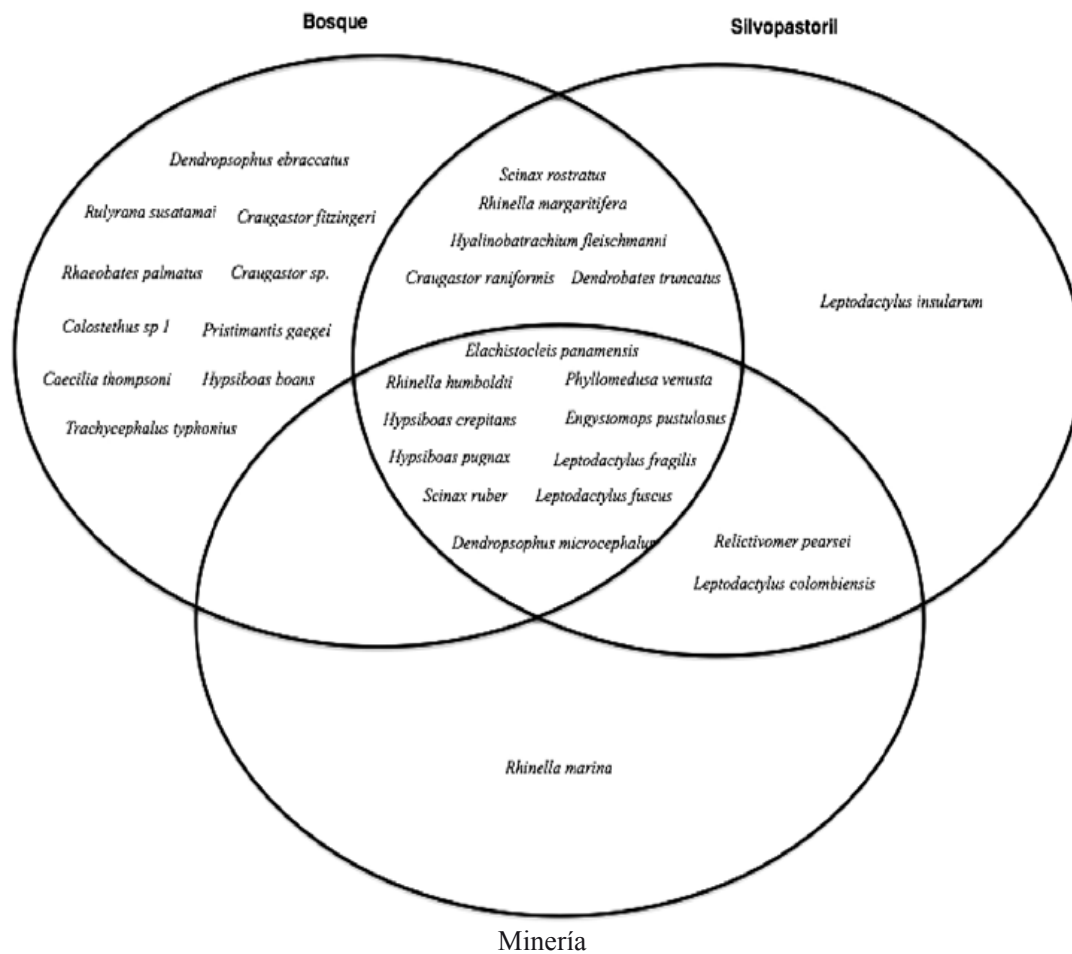 Bosque
Silvopastoril
Dendropsophus ebraccatus
Rulyrana susatamai
Craugastor fitzingeri
Rhaeobates palmatus
Craugastor sp.
Colostethus sp 1
Pristimantis gaegei
Caecilia thompsoni
Hypsiboas boans
Trachycephalus typhonius
Scinax rostratus
Rhinella margaritifera
Hyalinobatrachium fleischmanni
Craugastor raniformis
Dendrobates truncatus
Leptodactylus insularum
Elachistocleis panamensis
Rhinella humboldti
Phyllomedusa venusta
Hypsiboas crepitans
Engystomops pustulosus
Hypsiboas pugnax
Leptodactylus fragilis
Scinax ruber
Leptodactylus fuscus
Dendropsophus microcephalus
Relictivomer pearsei
Leptodactylus colombiensis
Rhinella marina
Minería